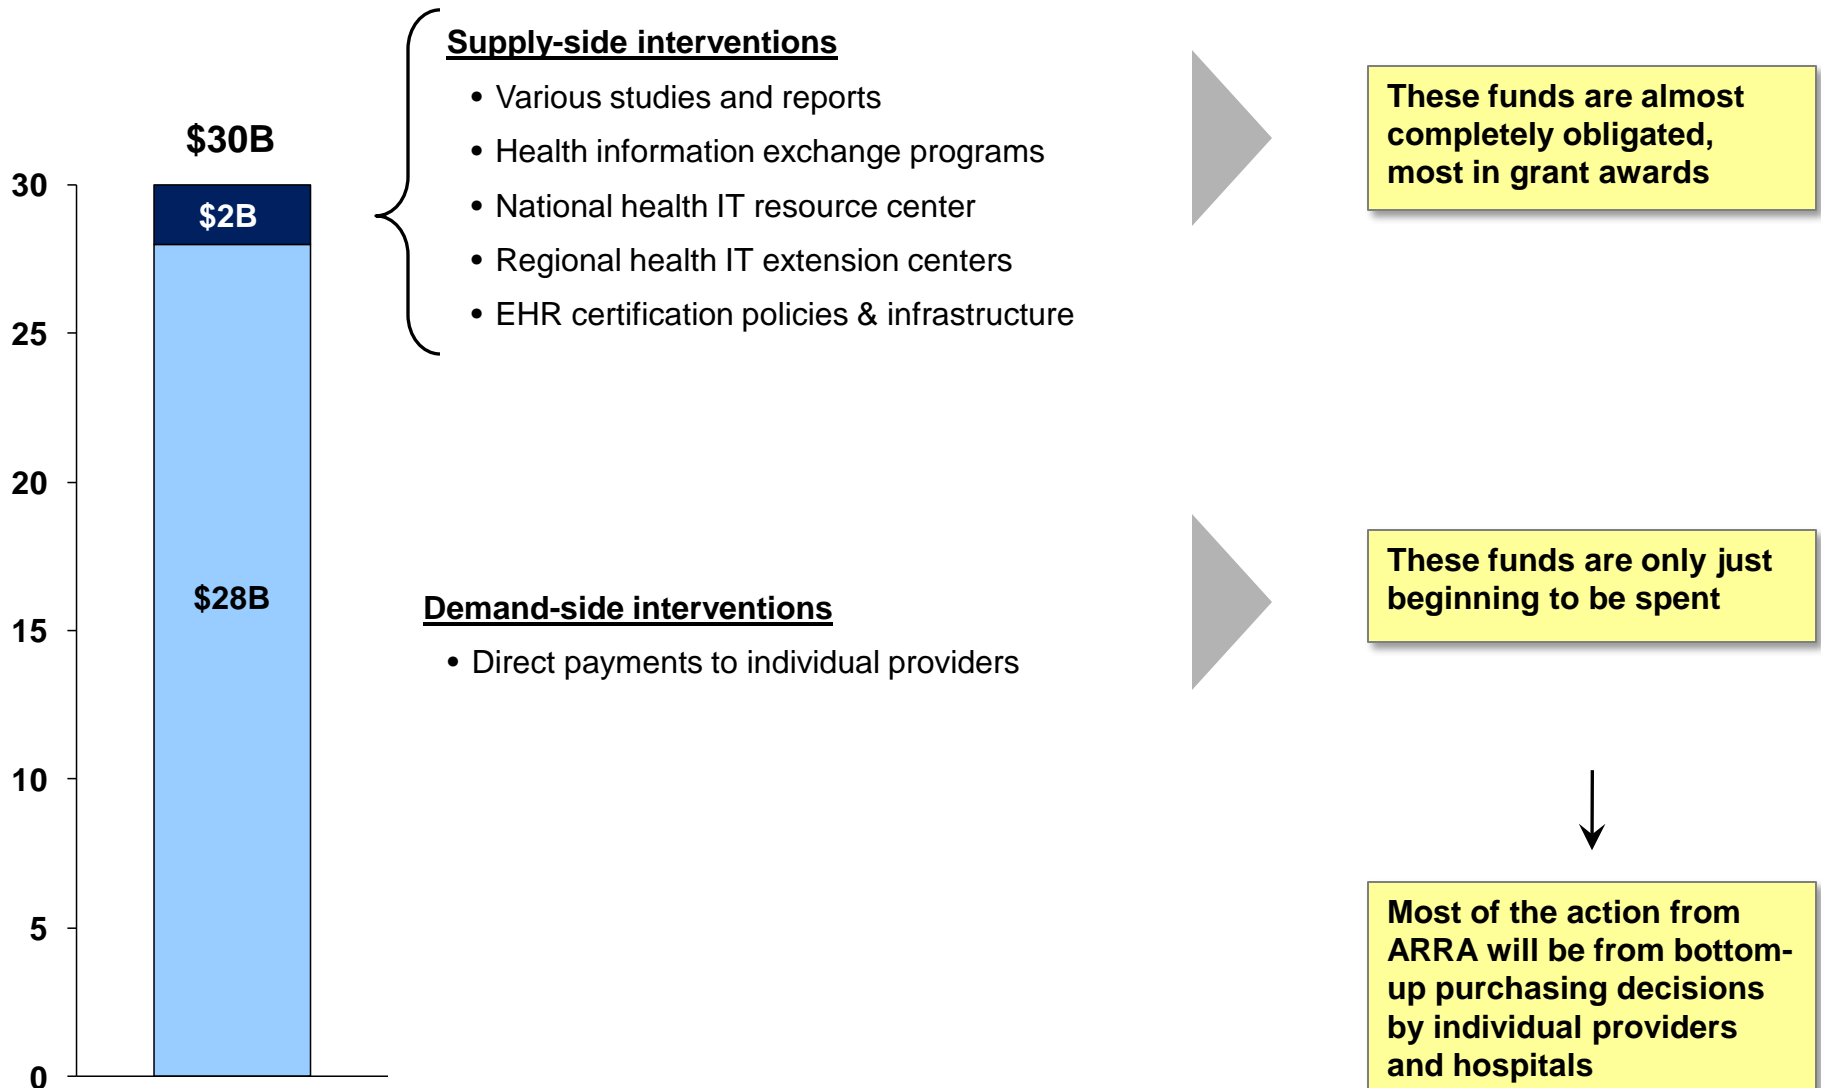 $30B
30
25
20
15
10
5
0
$2B
$28B
Supply-side interventions
• Various studies and reports
• Health information exchange programs
• National health IT resource center
• Regional health IT extension centers
• EHR certification policies & infrastructure
These funds are almost
completely obligated,
most in grant awards
Demand-side interventions
• Direct payments to individual providers
These funds are only just
beginning to be spent
Most of the action from
ARRA will be from bottom-
up purchasing decisions
by individual providers
and hospitals